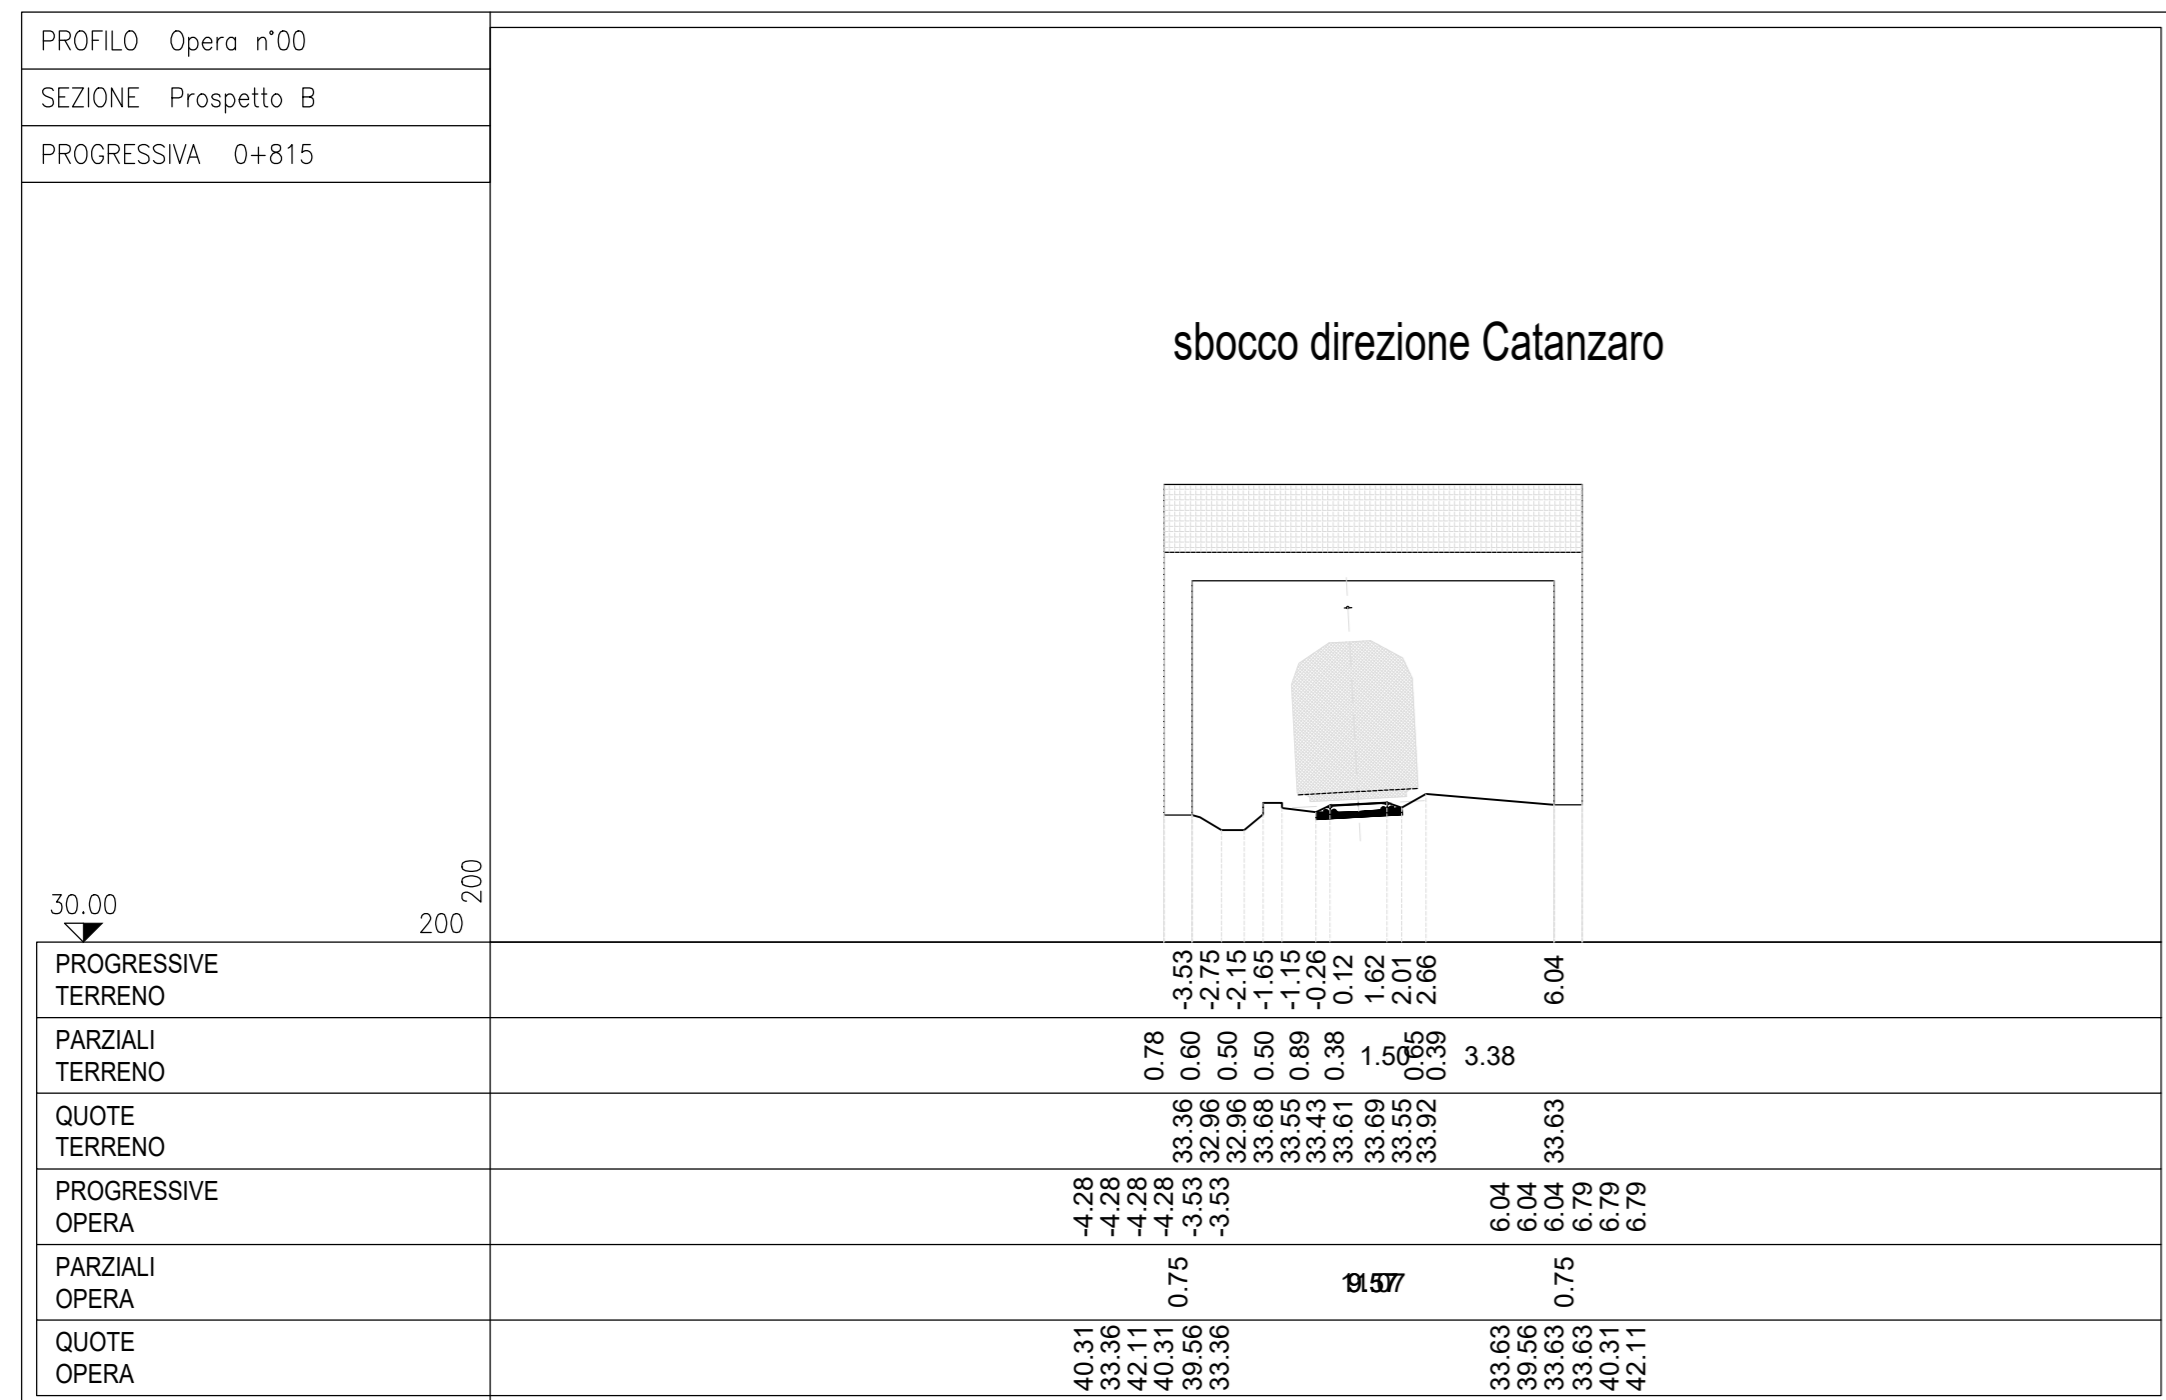 PROFILO Opera n°00
SEZIONE Prospetto B
PROGRESSIVA 0+815
sbocco direzione Catanzaro
30.00
200
200
PROGRESSIVE
TERRENO
-3.53 -2.75 -2.15 -1.65 -1.15 -0.26 0.12 1.62 2.01 2.66 6.04
PARZIALI
TERRENO
0.78 0.60 0.50 0.50 0.89 0.38 1.50 0.65 0.39 3.38
QUOTE
TERRENO
33.36 32.96 32.96 33.68 33.55 33.43 33.61 33.69 33.55 33.92 33.63
PROGRESSIVE
OPERA
-4.28 -4.28 -4.28 -4.28 -3.53 -3.53 6.04 6.04 6.04 6.79 6.79 6.79
PARZIALI
OPERA
0.75 0.75
QUOTE
OPERA
40.31 33.36 42.11 40.31 39.56 33.36 33.63 39.56 33.63 33.63 40.31 42.11